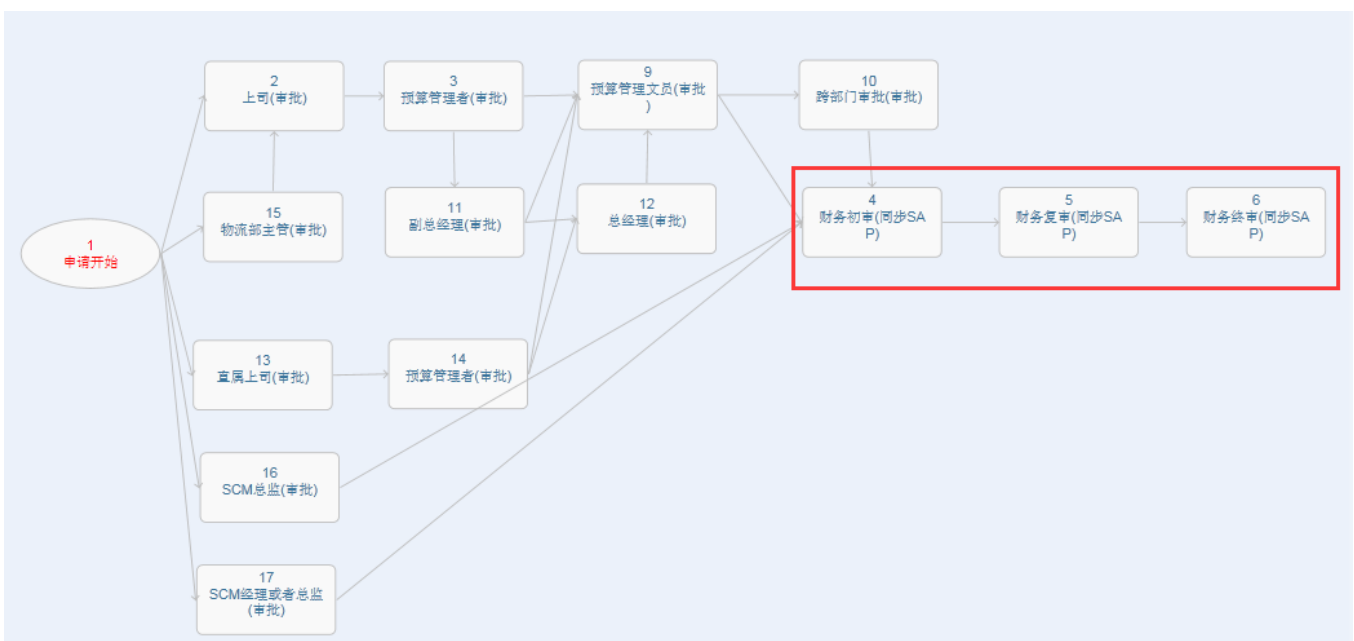 2
上司(审批)
3
预算管理者(审批)
9
预算管理文员(审批
)
10
跨部门审批(审批)
15
物流部主管(审批)
11
副总经理(审批)
12
总经理(审批)
4
财务初审(同步SA
P)
5
财务复审(同步SA
P)
6
财务终审(同步SA
P)
1
申请开始
13
直属上司(审批)
14
预算管理者(审批)
16
SCM总监(审批)
17
SCM经理或者总监
(审批)